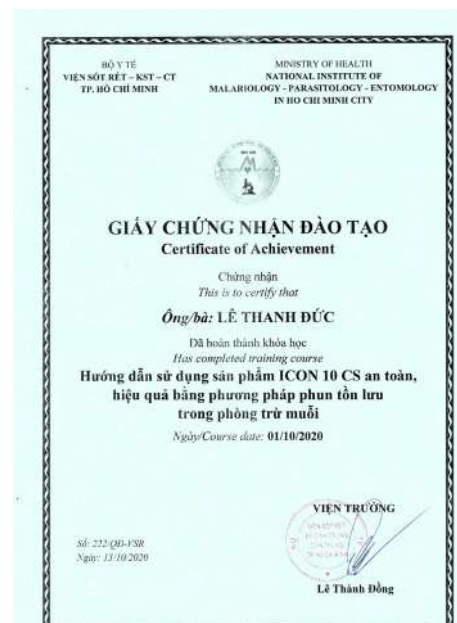 BỘ Y TẾ
VIỆN SỐT RÉT – KST – CT
TP. HỒ CHÍ MINH
MINISTRY OF HEALTH
NATIONAL INSTITUTE OF
MALARIOLOGY - PARASITOLOGY - ENTOMOLOGY
IN HO CHI MINH CITY
GIẤY CHỨNG NHẬN ĐÀO TẠO
Certificate of Achievement
Chứng nhận
This is to certify that
Ông/bà: LÊ THANH ĐỨC
Đã hoàn thành khóa học
Has completed training course
Hướng dẫn sử dụng sản phẩm ICON 10 CS an toàn,
hiệu quả bằng phương pháp phun tồn lưu
trong phòng trừ muỗi
Ngày/Course date: 01/10/2020
VIỆN TRƯỞNG
Số: 222/QĐ-VSR
Ngày: 13/10/2020
Lê Thành Đồng